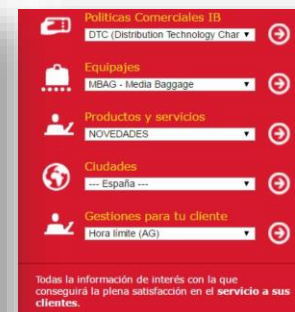 Políticas Comerciales IB
DTC (Distribution Technology Char
Equipajes
MBAG - Media Baggage
Productos y servicios
NOVEDADES
Ciudades
--- España ---
Gestiones para tu cliente
Hora límite (AG)
Todas la información de interés con la que
conseguirá la plena satisfacción en el servicio a sus
clientes.